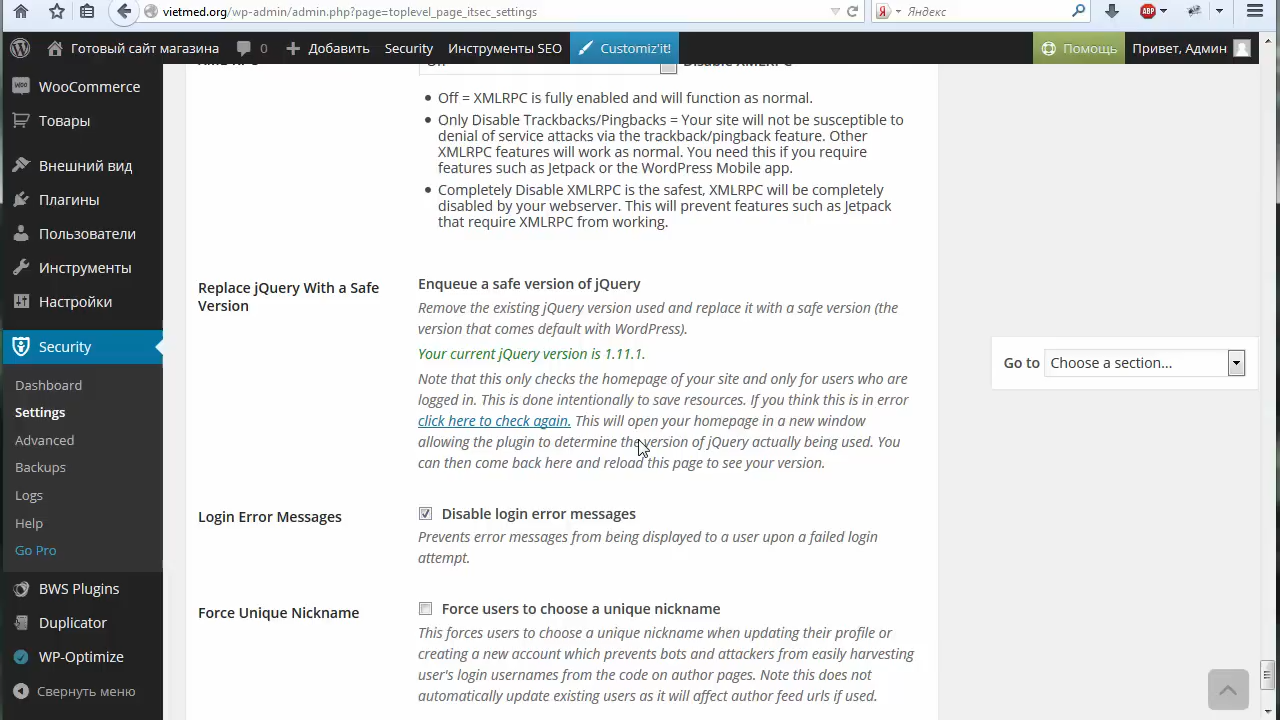 vietmed.org/wp-admin/admin.php?page=toplevel_page_itsec_settings
Яндекс
ABP
Готовый сайт магазина
0
Добавить
Security
Инструменты SEO
Customiz'it!
Помощь
Привет, Админ
WooCommerce
Товары
Внешний вид
Плагины
Пользователи
Инструменты
Настройки
Security
Dashboard
Settings
Advanced
Backups
Logs
Help
Go Pro
BWS Plugins
Duplicator
WP-Optimize
Свернуть меню
Off = XMLRPC is fully enabled and will function as normal.
Only Disable Trackbacks/Pingbacks = Your site will not be susceptible to
denial of service attacks via the trackback/pingback feature. Other
XMLRPC features will work as normal. You need this if you require
features such as Jetpack or the WordPress Mobile app.
Completely Disable XMLRPC is the safest, XMLRPC will be completely
disabled by your webserver. This will prevent features such as Jetpack
that require XMLRPC from working.
Replace jQuery With a Safe
Version
Enqueue a safe version of jQuery
Remove the existing jQuery version used and replace it with a safe version (the
version that comes default with WordPress).
Your current jQuery version is 1.11.1.
Note that this only checks the homepage of your site and only for users who are
logged in. This is done intentionally to save resources. If you think this is in error
click here to check again. This will open your homepage in a new window
allowing the plugin to determine the version of jQuery actually being used. You
can then come back here and reload this page to see your version.
Login Error Messages
Disable login error messages
Prevents error messages from being displayed to a user upon a failed login
attempt.
Force Unique Nickname
Force users to choose a unique nickname
This forces users to choose a unique nickname when updating their profile or
creating a new account which prevents bots and attackers from easily harvesting
user's login usernames from the code on author pages. Note this does not
automatically update existing users as it will affect author feed urls if used.
Go to
Choose a section...